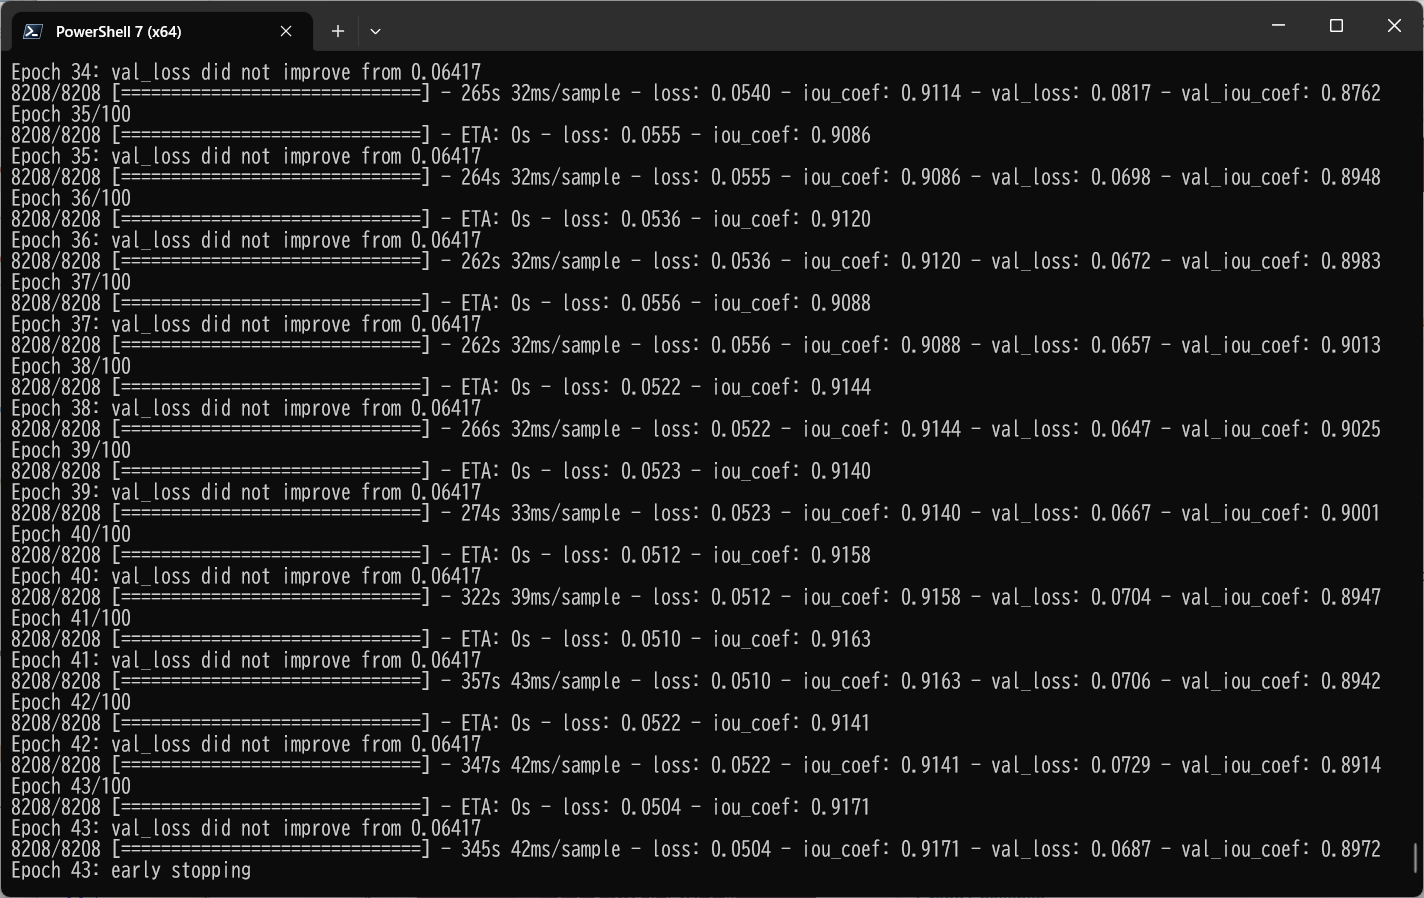 PowerShell 7 (x64)
Epoch 34: val_loss did not improve from 0.06417
8208/8208 [==============================] - 265s 32ms/sample - loss: 0.0540 - iou_coef: 0.9114 - val_loss: 0.0817 - val_iou_coef: 0.8762
Epoch 35/100
8208/8208 [==============================] - ETA: 0s - loss: 0.0555 - iou_coef: 0.9086
Epoch 35: val_loss did not improve from 0.06417
8208/8208 [==============================] - 264s 32ms/sample - loss: 0.0555 - iou_coef: 0.9086 - val_loss: 0.0698 - val_iou_coef: 0.8948
Epoch 36/100
8208/8208 [==============================] - ETA: 0s - loss: 0.0536 - iou_coef: 0.9120
Epoch 36: val_loss did not improve from 0.06417
8208/8208 [==============================] - 262s 32ms/sample - loss: 0.0536 - iou_coef: 0.9120 - val_loss: 0.0672 - val_iou_coef: 0.8983
Epoch 37/100
8208/8208 [==============================] - ETA: 0s - loss: 0.0556 - iou_coef: 0.9088
Epoch 37: val_loss did not improve from 0.06417
8208/8208 [==============================] - 262s 32ms/sample - loss: 0.0556 - iou_coef: 0.9088 - val_loss: 0.0657 - val_iou_coef: 0.9013
Epoch 38/100
8208/8208 [==============================] - ETA: 0s - loss: 0.0522 - iou_coef: 0.9144
Epoch 38: val_loss did not improve from 0.06417
8208/8208 [==============================] - 266s 32ms/sample - loss: 0.0522 - iou_coef: 0.9144 - val_loss: 0.0647 - val_iou_coef: 0.9025
Epoch 39/100
8208/8208 [==============================] - ETA: 0s - loss: 0.0523 - iou_coef: 0.9140
Epoch 39: val_loss did not improve from 0.06417
8208/8208 [==============================] - 274s 33ms/sample - loss: 0.0523 - iou_coef: 0.9140 - val_loss: 0.0667 - val_iou_coef: 0.9001
Epoch 40/100
8208/8208 [==============================] - ETA: 0s - loss: 0.0512 - iou_coef: 0.9158
Epoch 40: val_loss did not improve from 0.06417
8208/8208 [==============================] - 322s 39ms/sample - loss: 0.0512 - iou_coef: 0.9158 - val_loss: 0.0704 - val_iou_coef: 0.8947
Epoch 41/100
8208/8208 [==============================] - ETA: 0s - loss: 0.0510 - iou_coef: 0.9163
Epoch 41: val_loss did not improve from 0.06417
8208/8208 [==============================] - 357s 43ms/sample - loss: 0.0510 - iou_coef: 0.9163 - val_loss: 0.0706 - val_iou_coef: 0.8942
Epoch 42/100
8208/8208 [==============================] - ETA: 0s - loss: 0.0522 - iou_coef: 0.9141
Epoch 42: val_loss did not improve from 0.06417
8208/8208 [==============================] - 347s 42ms/sample - loss: 0.0522 - iou_coef: 0.9141 - val_loss: 0.0729 - val_iou_coef: 0.8914
Epoch 43/100
8208/8208 [==============================] - ETA: 0s - loss: 0.0504 - iou_coef: 0.9171
Epoch 43: val_loss did not improve from 0.06417
8208/8208 [==============================] - 345s 42ms/sample - loss: 0.0504 - iou_coef: 0.9171 - val_loss: 0.0687 - val_iou_coef: 0.8972
Epoch 43: early stopping